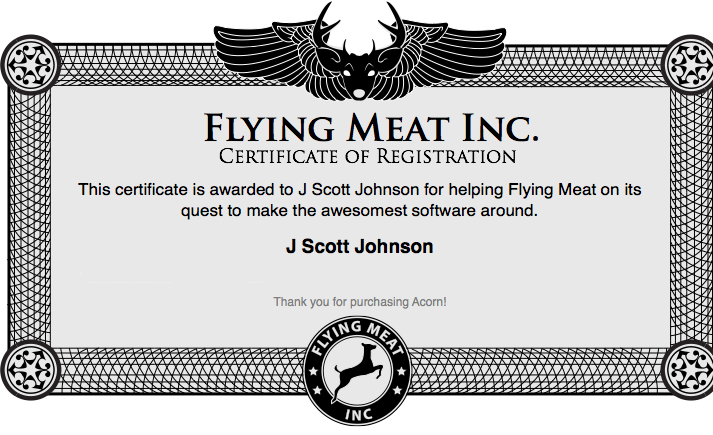 FLYING MEAT INC.
CERTIFICATE OF REGISTRATION
This certificate is awarded to J Scott Johnson for helping Flying Meat on its
quest to make the awesomest software around.
J Scott Johnson
Thank you for purchasing Acorn!
FLYING MEAT
INC